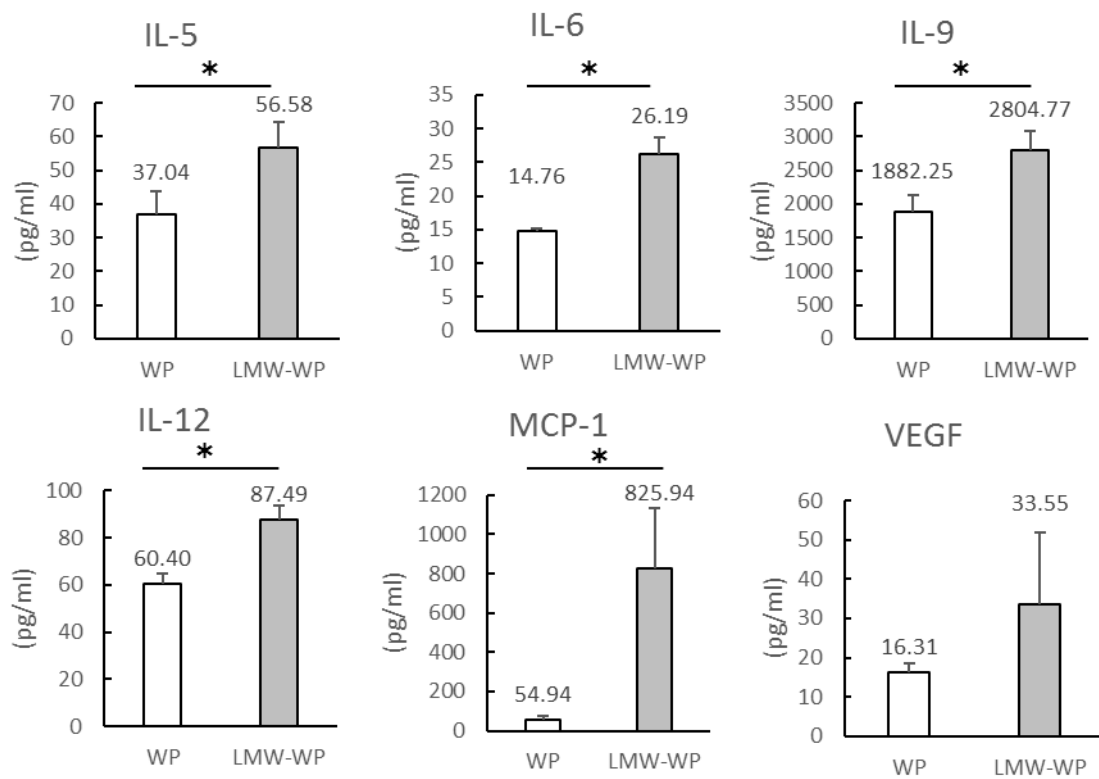 IL-5
*
70
60
50
40
30
20
10
0
(pg/ml)
37.04
56.58
WP
LMW-WP
IL-6
*
35
30
25
20
15
10
5
0
(pg/ml)
14.76
26.19
WP
LMW-WP
IL-9
*
3500
3000
2500
2000
1500
1000
500
0
(pg/ml)
1882.25
2804.77
WP
LMW-WP
IL-12
*
100
80
60
40
20
0
(pg/ml)
60.40
87.49
WP
LMW-WP
MCP-1
*
1200
1000
800
600
400
200
0
(pg/ml)
54.94
825.94
WP
LMW-WP
VEGF
60
50
40
30
20
10
0
(pg/ml)
16.31
33.55
WP
LMW-WP